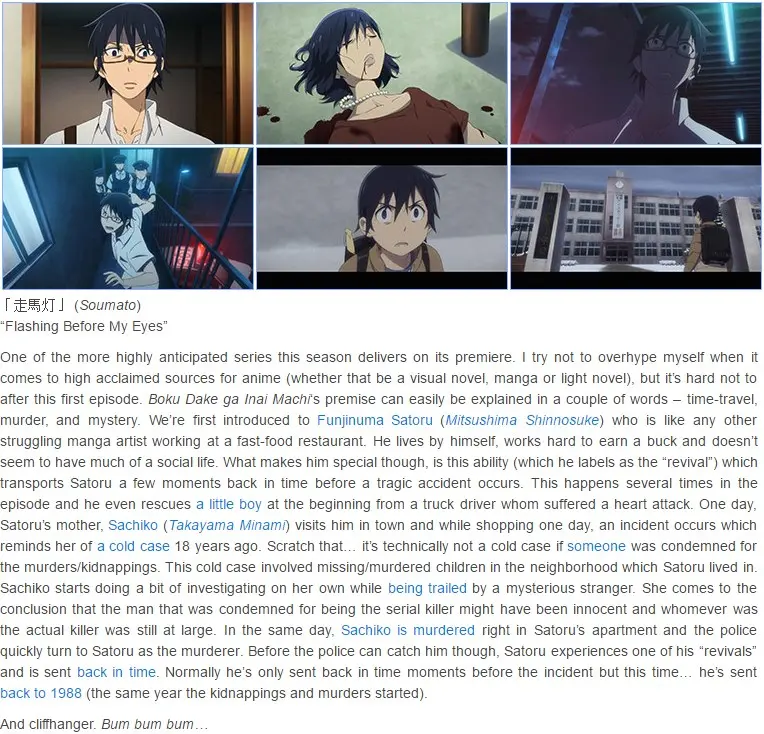 「走馬灯」 (Soumato)
“Flashing Before My Eyes”
One of the more highly anticipated series this season delivers on its premiere. I try not to overhype myself when it
comes to high acclaimed sources for anime (whether that be a visual novel, manga or light novel), but it’s hard not to
after this first episode. Boku Dake ga Inai Machi‘s premise can easily be explained in a couple of words – time-travel,
murder, and mystery. We’re first introduced to Funjinuma Satoru (Mitsushima Shinnosuke) who is like any other
struggling manga artist working at a fast-food restaurant. He lives by himself, works hard to earn a buck and doesn’t
seem to have much of a social life. What makes him special though, is this ability (which he labels as the “revival”) which
transports Satoru a few moments back in time before a tragic accident occurs. This happens several times in the
episode and he even rescues a little boy at the beginning from a truck driver whom suffered a heart attack. One day,
Satoru’s mother, Sachiko (Takayama Minami) visits him in town and while shopping one day, an incident occurs which
reminds her of a cold case 18 years ago. Scratch that… it’s technically not a cold case if someone was condemned for
the murders/kidnappings. This cold case involved missing/murdered children in the neighborhood which Satoru lived in.
Sachiko starts doing a bit of investigating on her own while being trailed by a mysterious stranger. She comes to the
conclusion that the man that was condemned for being the serial killer might have been innocent and whomever was
the actual killer was still at large. In the same day, Sachiko is murdered right in Satoru’s apartment and the police
quickly turn to Satoru as the murderer. Before the police can catch him though, Satoru experiences one of his “revivals”
and is sent back in time. Normally he’s only sent back in time moments before the incident but this time… he’s sent
back to 1988 (the same year the kidnappings and murders started).
And cliffhanger. Bum bum bum…